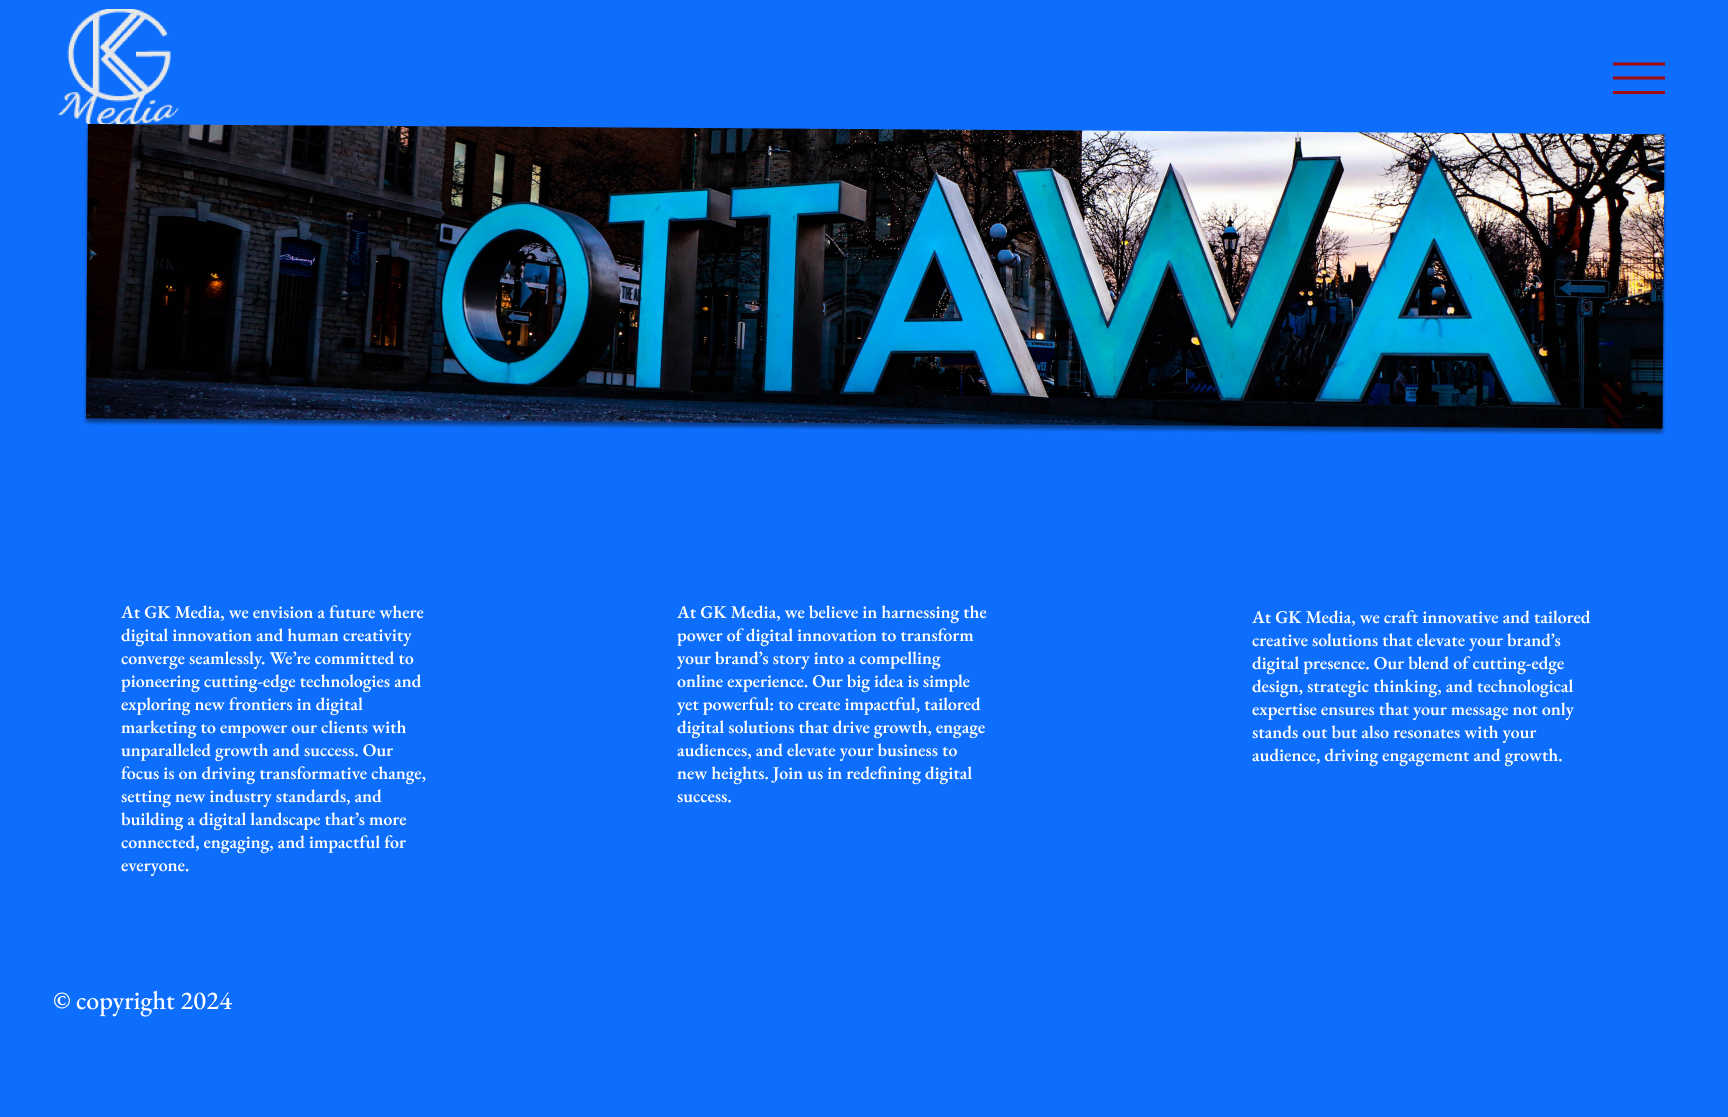 GK
Media
OTTAWA
At GK Media, we envision a future where
digital innovation and human creativity
converge seamlessly. We’re committed to
pioneering cutting-edge technologies and
exploring new frontiers in digital
marketing to empower our clients with
unparalleled growth and success. Our
focus is on driving transformative change,
setting new industry standards, and
building a digital landscape that’s more
connected, engaging, and impactful for
everyone.
At GK Media, we believe in harnessing the
power of digital innovation to transform
your brand’s story into a compelling
online experience. Our big idea is simple
yet powerful: to create impactful, tailored
digital solutions that drive growth, engage
audiences, and elevate your business to
new heights. Join us in redefining digital
success.
At GK Media, we craft innovative and tailored
creative solutions that elevate your brand’s
digital presence. Our blend of cutting-edge
design, strategic thinking, and technological
expertise ensures that your message not only
stands out but also resonates with your
audience, driving engagement and growth.
© copyright 2024